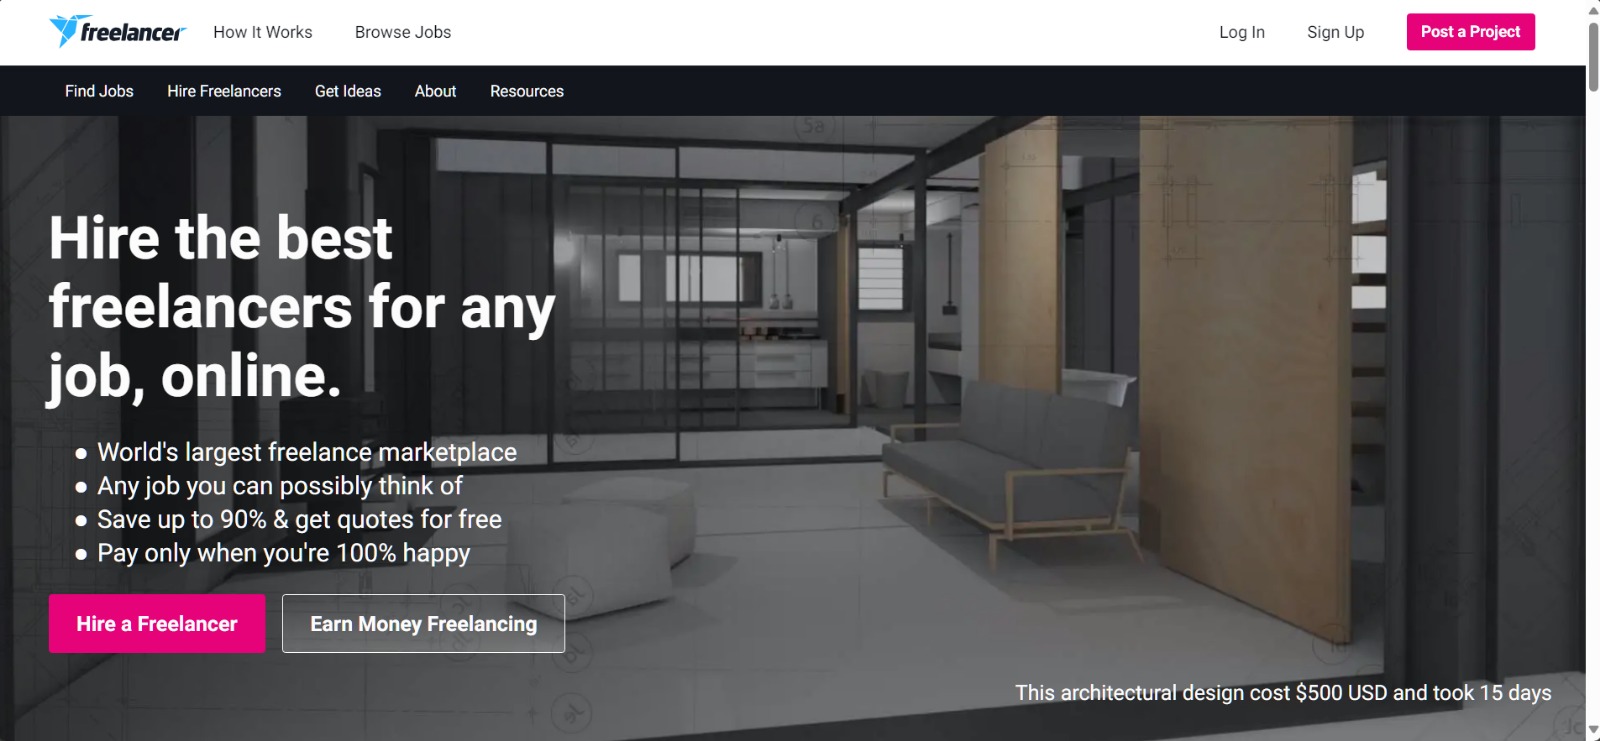 freelancer How It Works Browse Jobs Log In Sign Up Post a Project
Find Jobs Hire Freelancers Get Ideas About Resources
5a
6
Hire the best
freelancers for any
job, online.
● World's largest freelance marketplace
● Any job you can possibly think of
● Save up to 90% & get quotes for free
● Pay only when you're 100% happy
Hire a Freelancer Earn Money Freelancing
This architectural design cost $500 USD and took 15 days